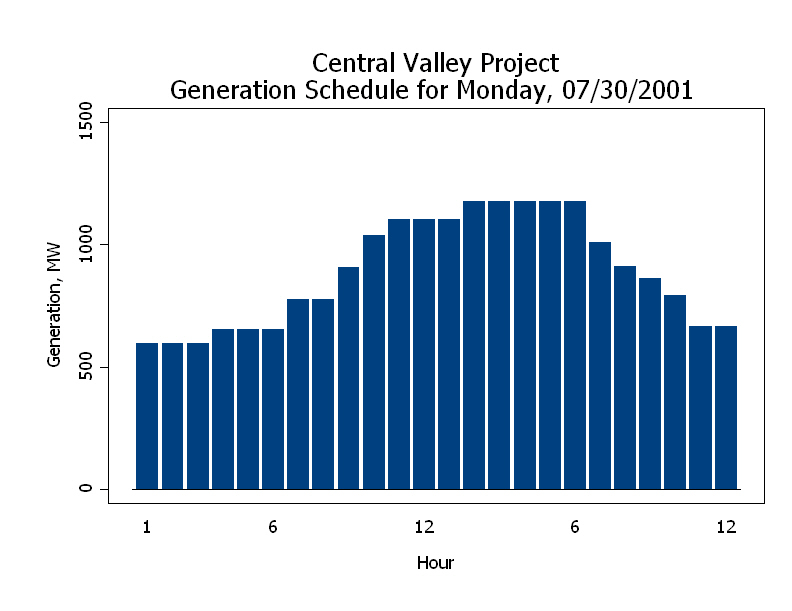 Central Valley Project
Generation Schedule for Monday, 07/30/2001
Generation, MW
1500
1000
500
0
1 6 12 6 12
Hour